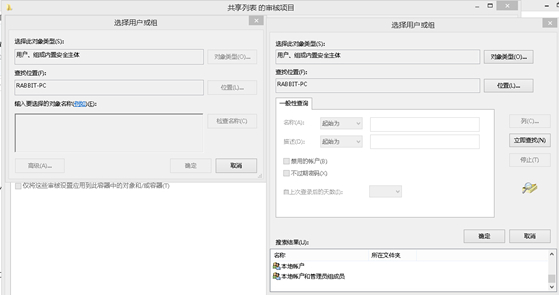 共享列表 的审核项目
选择用户或组
选择此对象类型(S):
用户、组或内置安全主体
对象类型(O)...
查找位置(F):
RABBIT-PC
位置(L)...
输入要选择的对象名称(例如)(E):
检查名称(C)
高级(A)...
确定
取消
仅将这些审核设置应用到此容器中的对象和/或容器(T)
选择用户或组
选择此对象类型(S):
用户、组或内置安全主体
对象类型(O)...
查找位置(F):
RABBIT-PC
位置(L)...
一般性查询
名称(A):
起始为
描述(D):
起始为
禁用的帐户(B)
不过期密码(X)
自上次登录后的天数(I):
列(C)...
立即查找(N)
停止(T)
确定
取消
搜索结果(U):
名称
所在文件夹
本地帐户
本地帐户和管理员组成员